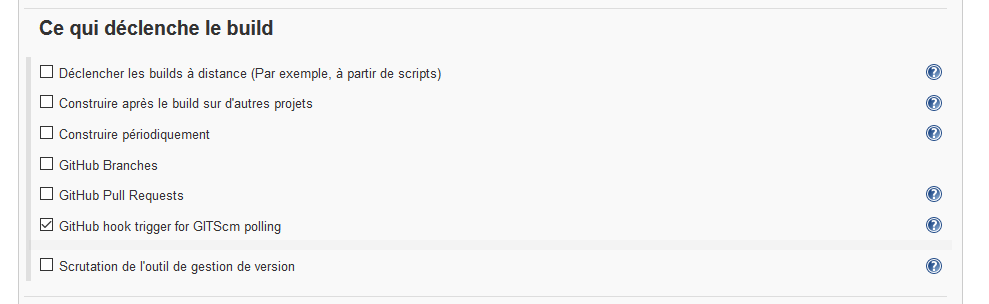 Ce qui déclenche le build
Déclencher les builds à distance (Par exemple, à partir de scripts)
Construire après le build sur d'autres projets
Construire périodiquement
GitHub Branches
GitHub Pull Requests
GitHub hook trigger for GITScm polling
Scrutation de l'outil de gestion de version